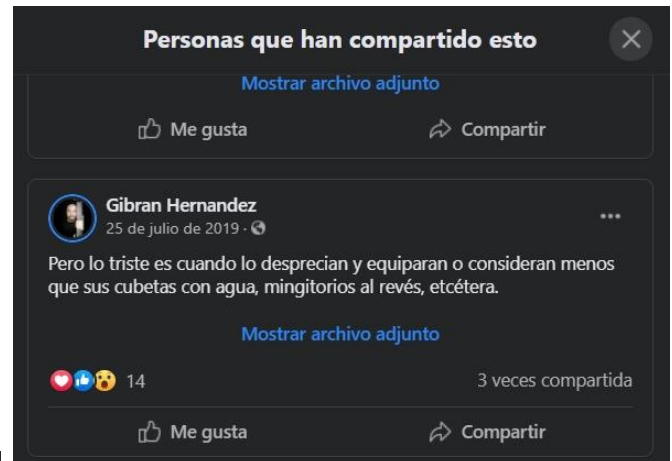 Personas que han compartido esto
Mostrar archivo adjunto
Me gusta
Compartir
Gibran Hernandez
25 de julio de 2019 ·
Pero lo triste es cuando lo desprecian y equiparan o consideran menos
que sus cubetas con agua, mingitorios al revés, etcétera.
Mostrar archivo adjunto
14
3 veces compartida
Me gusta
Compartir